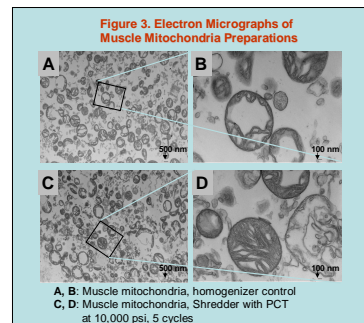 Figure 3. Electron Micrographs of
Muscle Mitochondria Preparations
A
B
500 nm
100 nm
C
D
500 nm
100 nm
A, B: Muscle mitochondria, homogenizer control
C, D: Muscle mitochondria, Shredder with PCT
at 10,000 psi, 5 cycles